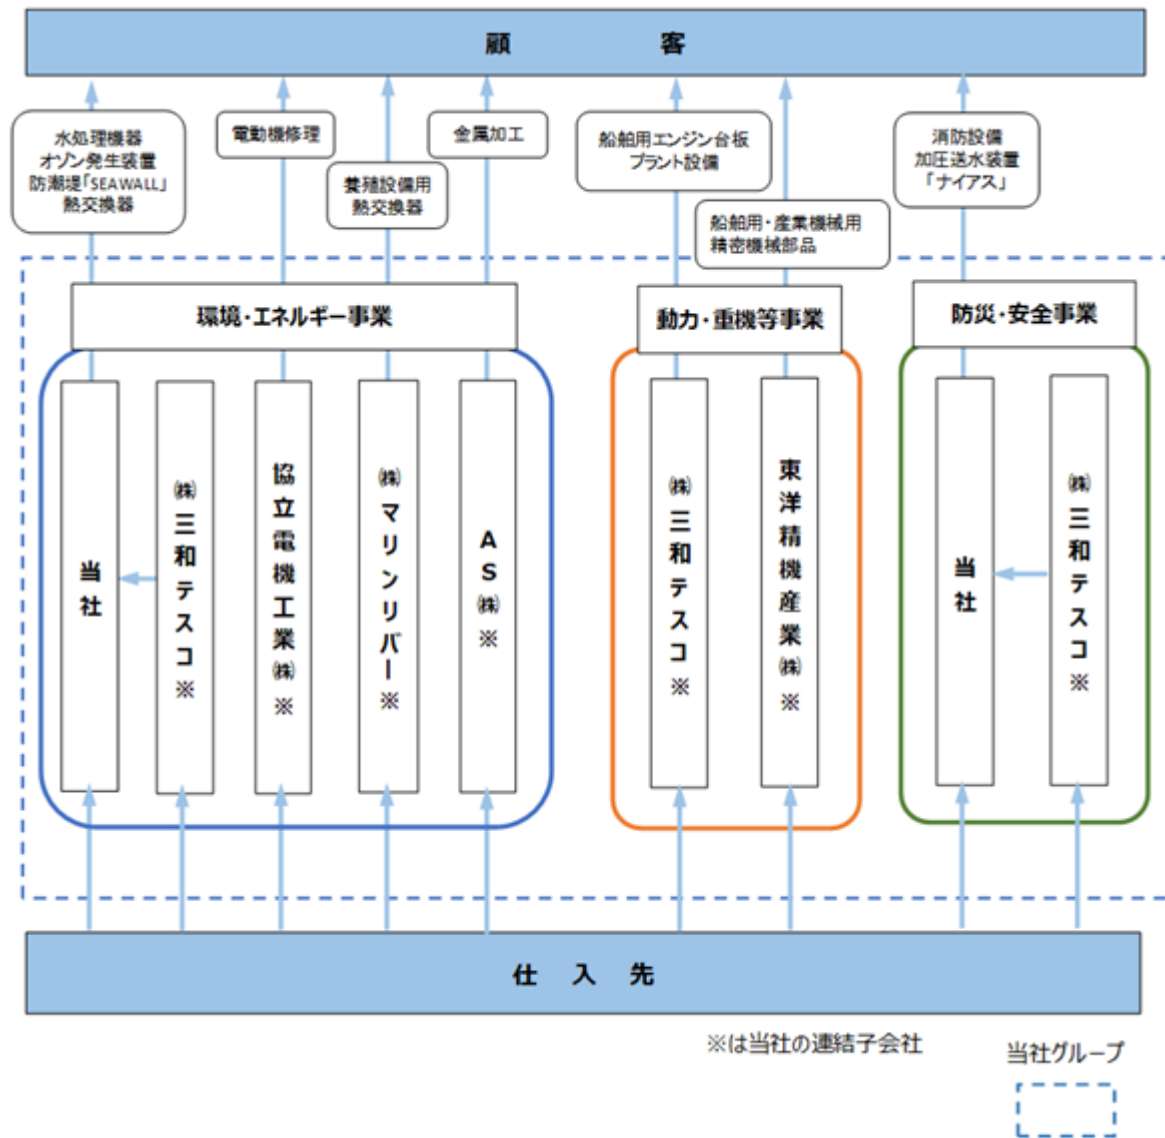 顧　客
水処理機器
オゾン発生装置
防潮堤「SEAWALL」
熱交換器
電動機修理
養殖設備用
熱交換器
金属加工
船舶用エンジン台板
プラント設備
船舶用・産業機械用
精密機械部品
消防設備
加圧送水装置
「ナイアス」
環境・エネルギー事業
動力・重機等事業
防災・安全事業
当社
㈱三和テスコ※
協立電機工業㈱※
㈱マリンリバー※
AS㈱※
㈱三和テスコ※
東洋精機産業㈱※
当社
㈱三和テスコ※
仕　入　先
※は当社の連結子会社
当社グループ